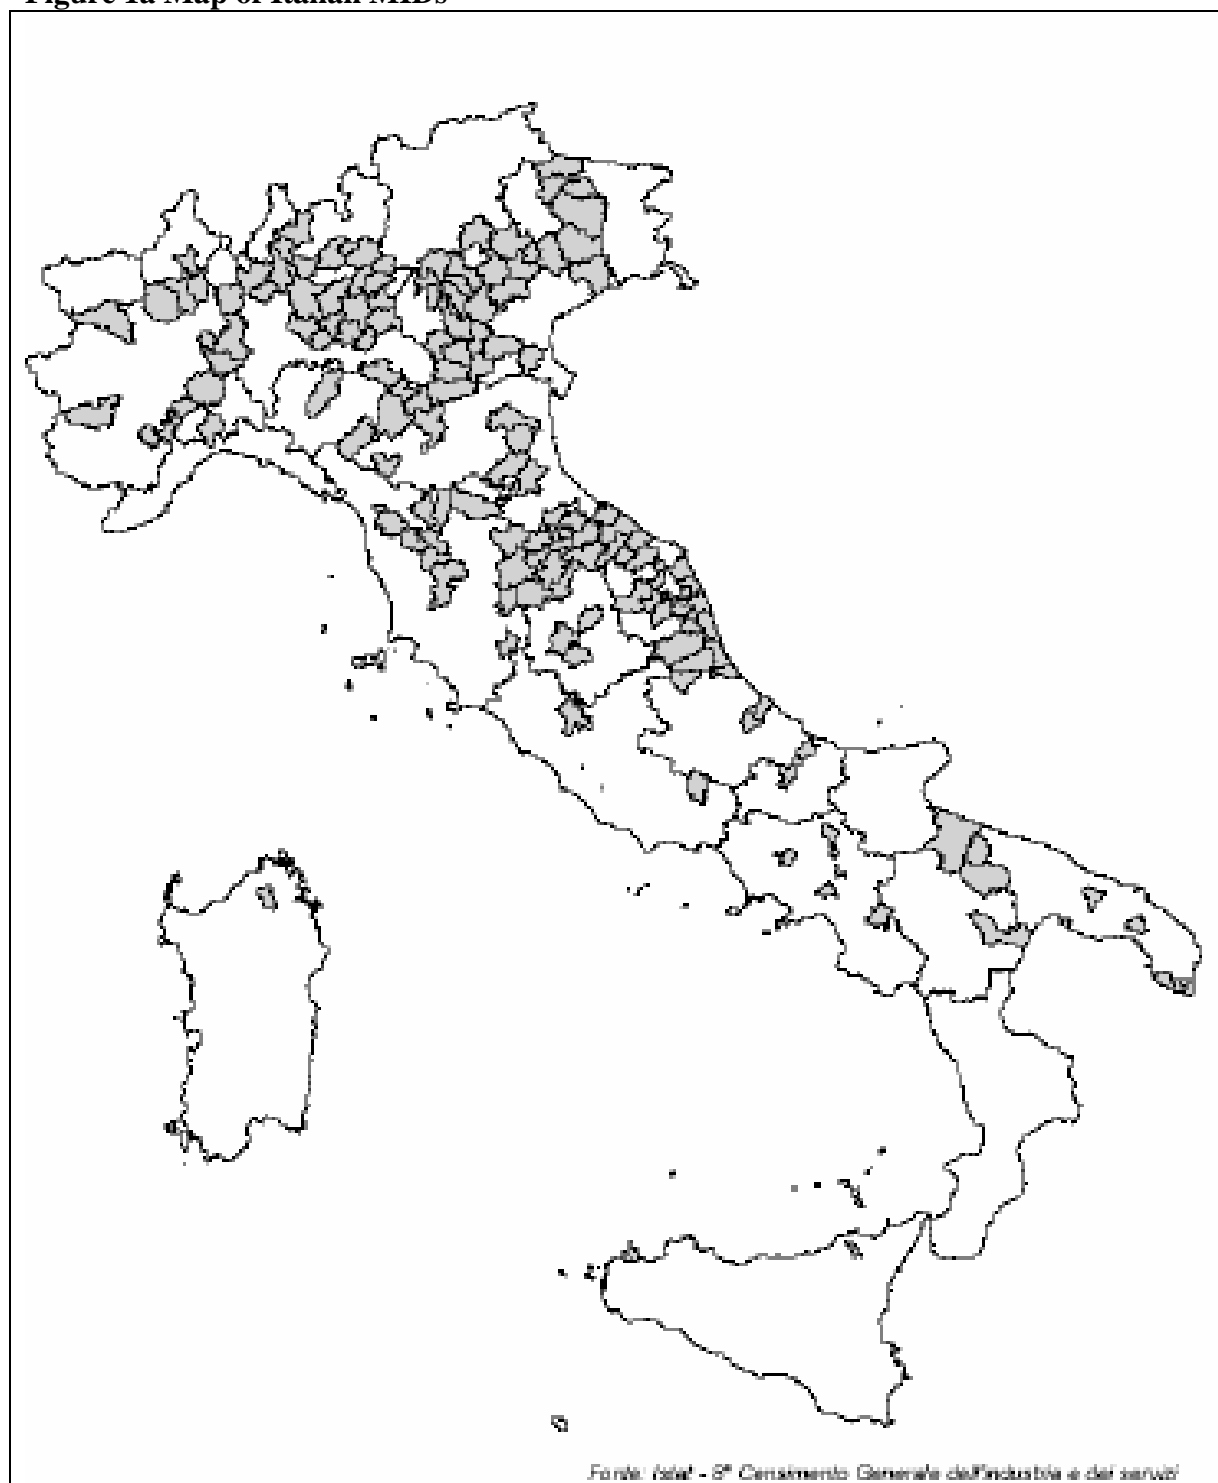 Figure 1a Map of Italian MIDs
Fonte: Istat - 8° Censimento Generale dell'industria e dei servizi